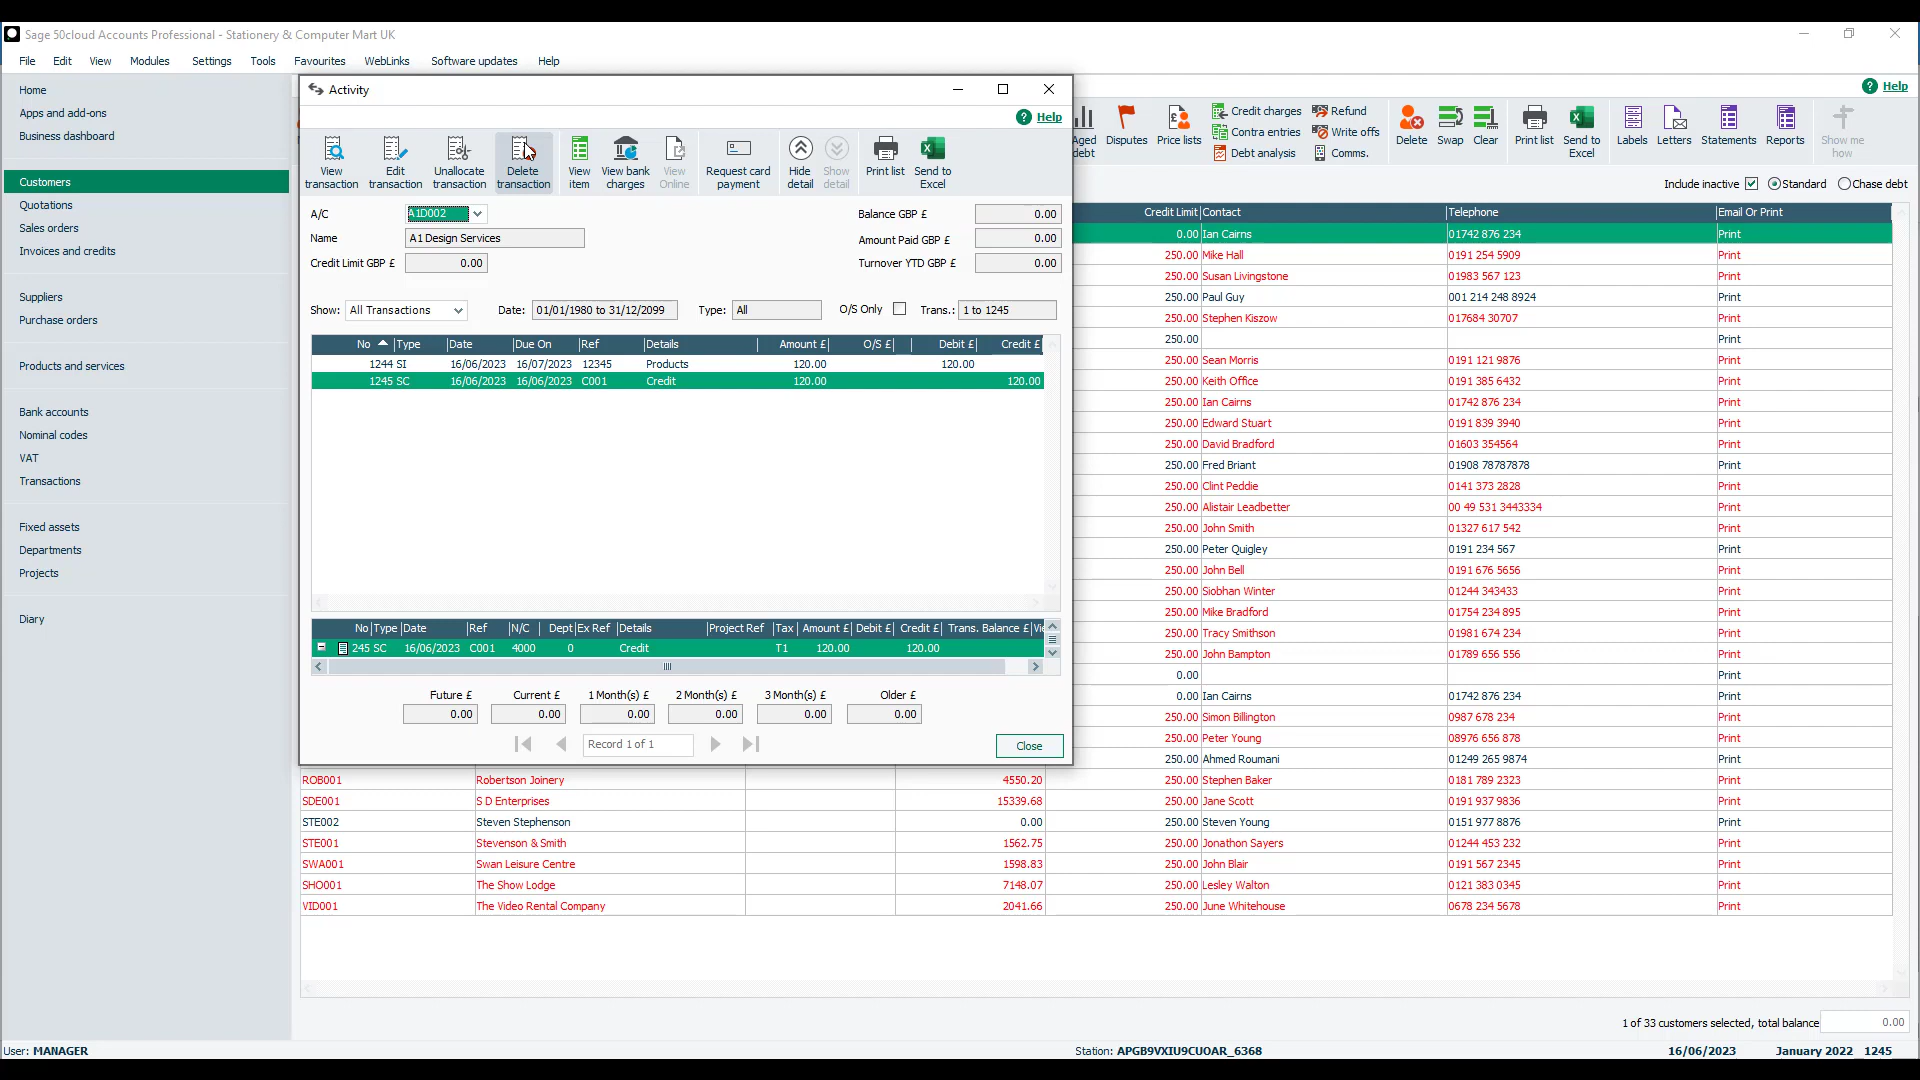 Sage 50cloud Accounts Professional - Stationery & Computer Mart UK
File Edit View Modules Settings Tools Favourites WebLinks Software updates Help
Home
Apps and add-ons
Business dashboard
Customers
Quotations
Sales orders
Invoices and credits
Suppliers
Purchase orders
Products and services
Bank accounts
Nominal codes
VAT
Transactions
Fixed assets
Departments
Projects
Diary
Activity
? Help
View transaction
Edit transaction
Unallocate transaction
Delete transaction
View item
View bank charges
View Online
Request card payment
Hide detail
Show detail
Print list
Send to Excel
A/C A1D002
Name A1 Design Services
Credit Limit GBP £ 0.00
Balance GBP £ 0.00
Amount Paid GBP £ 0.00
Turnover YTD GBP £ 0.00
Show: All Transactions Date: 01/01/1980 to 31/12/2099 Type: All O/S Only Trans.: 1 to 1245
No Type Date Due On Ref Details Amount £ O/S £ Debit £ Credit £
1244 SI 16/06/2023 16/07/2023 12345 Products 120.00 120.00
1245 SC 16/06/2023 16/06/2023 C001 Credit 120.00 120.00
No Type Date Ref N/C Dept Ex Ref Details Project Ref Tax Amount £ Debit £ Credit £ Trans. Balance £
245 SC 16/06/2023 C001 4000 0 Credit T1 120.00 120.00
Future £ Current £ 1 Month(s) £ 2 Month(s) £ 3 Month(s) £ Older £
0.00 0.00 0.00 0.00 0.00 0.00
Record 1 of 1
Close
? Help
Aged debt
Disputes
Price lists
Credit charges
Contra entries
Debt analysis
Refund
Write offs
Comms.
Delete
Swap
Clear
Print list
Send to Excel
Labels
Letters
Statements
Reports
Show me how
Include inactive Standard Chase debt
Credit Limit Contact Telephone Email Or Print
0.00 Ian Cairns 01742 876 234 Print
250.00 Mike Hall 0191 254 5909 Print
250.00 Susan Livingstone 01983 567 123 Print
250.00 Paul Guy 001 214 248 8924 Print
250.00 Stephen Kiszow 017684 30707 Print
250.00 Print
250.00 Sean Morris 0191 121 9876 Print
250.00 Keith Office 0191 385 6432 Print
250.00 Ian Cairns 01742 876 234 Print
250.00 Edward Stuart 0191 839 3940 Print
250.00 David Bradford 01603 354564 Print
250.00 Fred Briant 01908 78787878 Print
250.00 Clint Peddie 0141 373 2828 Print
250.00 Alistair Leadbetter 00 49 531 3443334 Print
250.00 John Smith 01327 617 542 Print
250.00 Peter Quigley 0191 234 567 Print
250.00 John Bell 0191 676 5656 Print
250.00 Siobhan Winter 01244 343433 Print
250.00 Mike Bradford 01754 234 895 Print
250.00 Tracy Smithson 01981 674 234 Print
250.00 John Bampton 01789 656 556 Print
0.00 Print
0.00 Ian Cairns 01742 876 234 Print
250.00 Simon Billington 0987 678 234 Print
250.00 Peter Young 08976 656 878 Print
250.00 Ahmed Roumani 01249 265 9874 Print
ROB001 Robertson Joinery 4550.20 250.00 Stephen Baker 0181 789 2323 Print
SDE001 S D Enterprises 15339.68 250.00 Jane Scott 0191 937 9836 Print
STE002 Steven Stephenson 0.00 250.00 Steven Young 0151 977 8876 Print
STE001 Stevenson & Smith 1562.75 250.00 Jonathon Sayers 01244 453 232 Print
SWA001 Swan Leisure Centre 1598.83 250.00 John Blair 0191 567 2345 Print
SHO001 The Show Lodge 7148.07 250.00 Lesley Walton 0121 383 0345 Print
VID001 The Video Rental Company 2041.66 250.00 June Whitehouse 0678 234 5678 Print
1 of 33 customers selected, total balance 0.00
User: MANAGER Station: APGB9VXIU9CUOAR_6368 16/06/2023 January 2022 1245